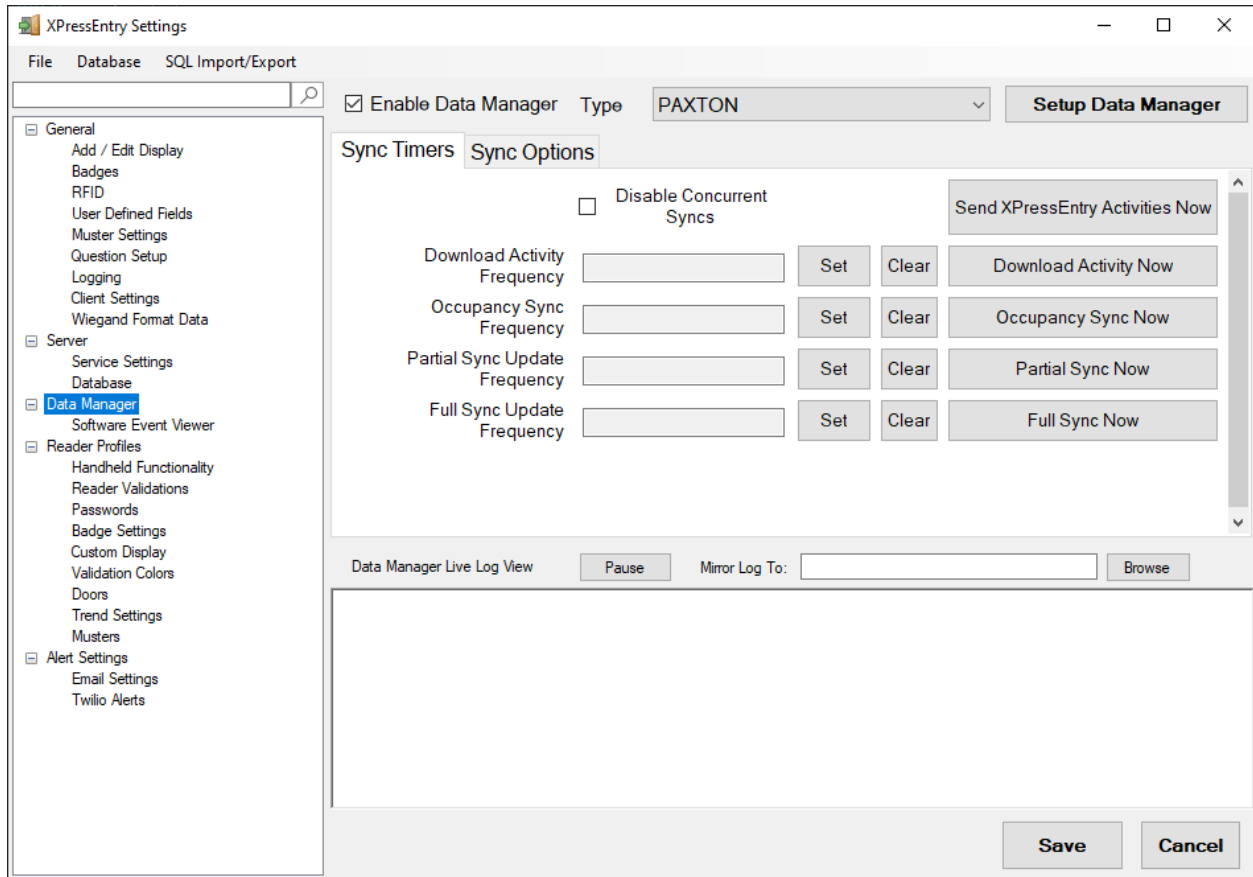 XPressEntry Settings
File Database SQL Import/Export
Enable Data Manager Type PAXTON Setup Data Manager
General
Add / Edit Display
Badges
RFID
User Defined Fields
Muster Settings
Question Setup
Logging
Client Settings
Wiegand Format Data
Server
Service Settings
Database
Data Manager
Software Event Viewer
Reader Profiles
Handheld Functionality
Reader Validations
Passwords
Badge Settings
Custom Display
Validation Colors
Doors
Trend Settings
Musters
Alert Settings
Email Settings
Twilio Alerts
Sync Timers Sync Options
Disable Concurrent
Syncs
Send XPressEntry Activities Now
Download Activity
Frequency
Set Clear Download Activity Now
Occupancy Sync
Frequency
Set Clear Occupancy Sync Now
Partial Sync Update
Frequency
Set Clear Partial Sync Now
Full Sync Update
Frequency
Set Clear Full Sync Now
Data Manager Live Log View Pause Mirror Log To: Browse
Save Cancel